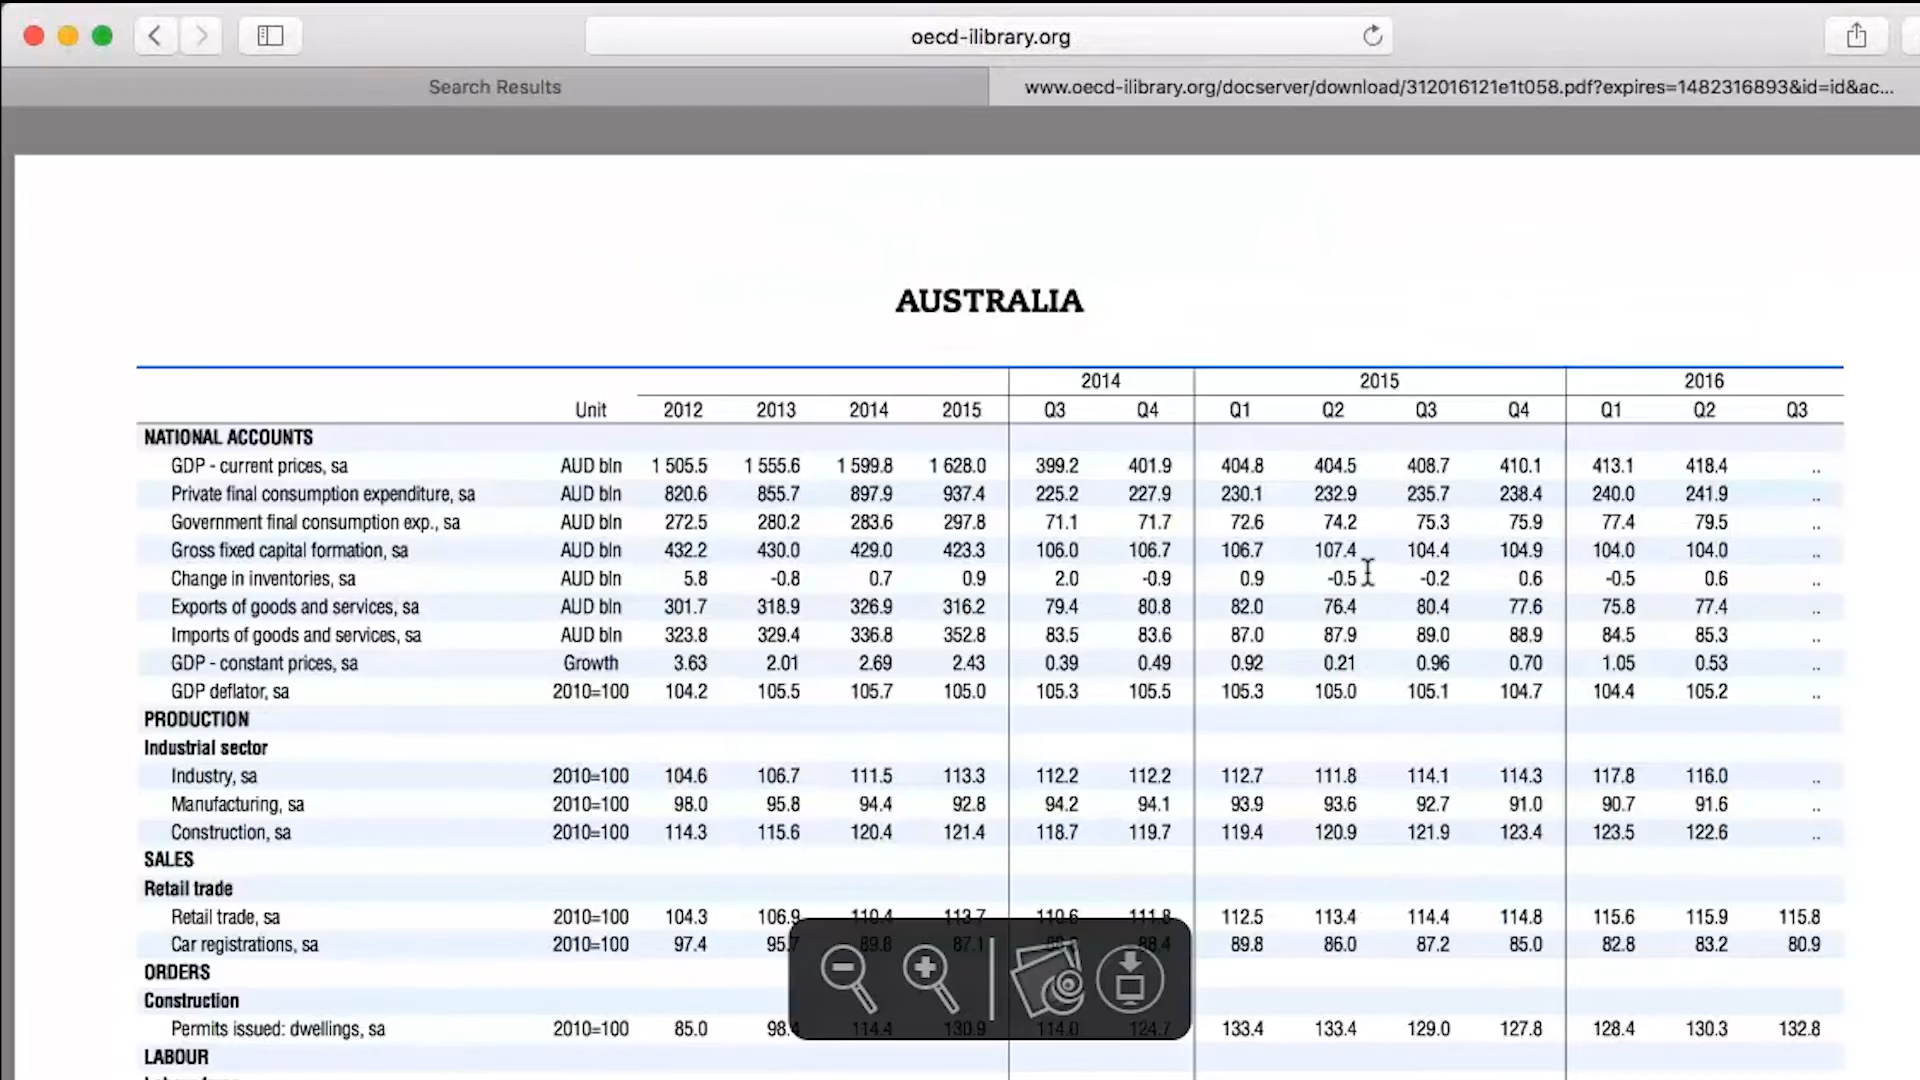 oecd-ilibrary.org
Search Results www.oecd-ilibrary.org/docserver/download/312016121e1t058.pdf?expires=1482316893&id=id&ac...
AUSTRALIA
2014 2015 2016
Unit 2012 2013 2014 2015 Q3 Q4 Q1 Q2 Q3 Q4 Q1 Q2 Q3
NATIONAL ACCOUNTS
GDP - current prices, sa AUD bln 1 505.5 1 555.6 1 599.8 1 628.0 399.2 401.9 404.8 404.5 408.7 410.1 413.1 418.4 ..
Private final consumption expenditure, sa AUD bln 820.6 855.7 897.9 937.4 225.2 227.9 230.1 232.9 235.7 238.4 240.0 241.9 ..
Government final consumption exp., sa AUD bln 272.5 280.2 283.6 297.8 71.1 71.7 72.6 74.2 75.3 75.9 77.4 79.5 ..
Gross fixed capital formation, sa AUD bln 432.2 430.0 429.0 423.3 106.0 106.7 106.7 107.4 104.4 104.9 104.0 104.0 ..
Change in inventories, sa AUD bln 5.8 -0.8 0.7 0.9 2.0 -0.9 0.9 -0.5 -0.2 0.6 -0.5 0.6 ..
Exports of goods and services, sa AUD bln 301.7 318.9 326.9 316.2 79.4 80.8 82.0 76.4 80.4 77.6 75.8 77.4 ..
Imports of goods and services, sa AUD bln 323.8 329.4 336.8 352.8 83.5 83.6 87.0 87.9 89.0 88.9 84.5 85.3 ..
GDP - constant prices, sa Growth 3.63 2.01 2.69 2.43 0.39 0.49 0.92 0.21 0.96 0.70 1.05 0.53 ..
GDP deflator, sa 2010=100 104.2 105.5 105.7 105.0 105.3 105.5 105.3 105.0 105.1 104.7 104.4 105.2 ..
PRODUCTION
Industrial sector
Industry, sa 2010=100 104.6 106.7 111.5 113.3 112.2 112.2 112.7 111.8 114.1 114.3 117.8 116.0 ..
Manufacturing, sa 2010=100 98.0 95.8 94.4 92.8 94.2 94.1 93.9 93.6 92.7 91.0 90.7 91.6 ..
Construction, sa 2010=100 114.3 115.6 120.4 121.4 118.7 119.7 119.4 120.9 121.9 123.4 123.5 122.6 ..
SALES
Retail trade
Retail trade, sa 2010=100 104.3 106.9 110.4 113.7 110.6 111.8 112.5 113.4 114.4 114.8 115.6 115.9 115.8
Car registrations, sa 2010=100 97.4 89.8 88.4 89.8 86.0 87.2 85.0 82.8 83.2 80.9
ORDERS
Construction
Permits issued: dwellings, sa 2010=100 85.0 114.4 130.9 114.0 124.7 133.4 133.4 129.0 127.8 128.4 130.3 132.8
LABOUR